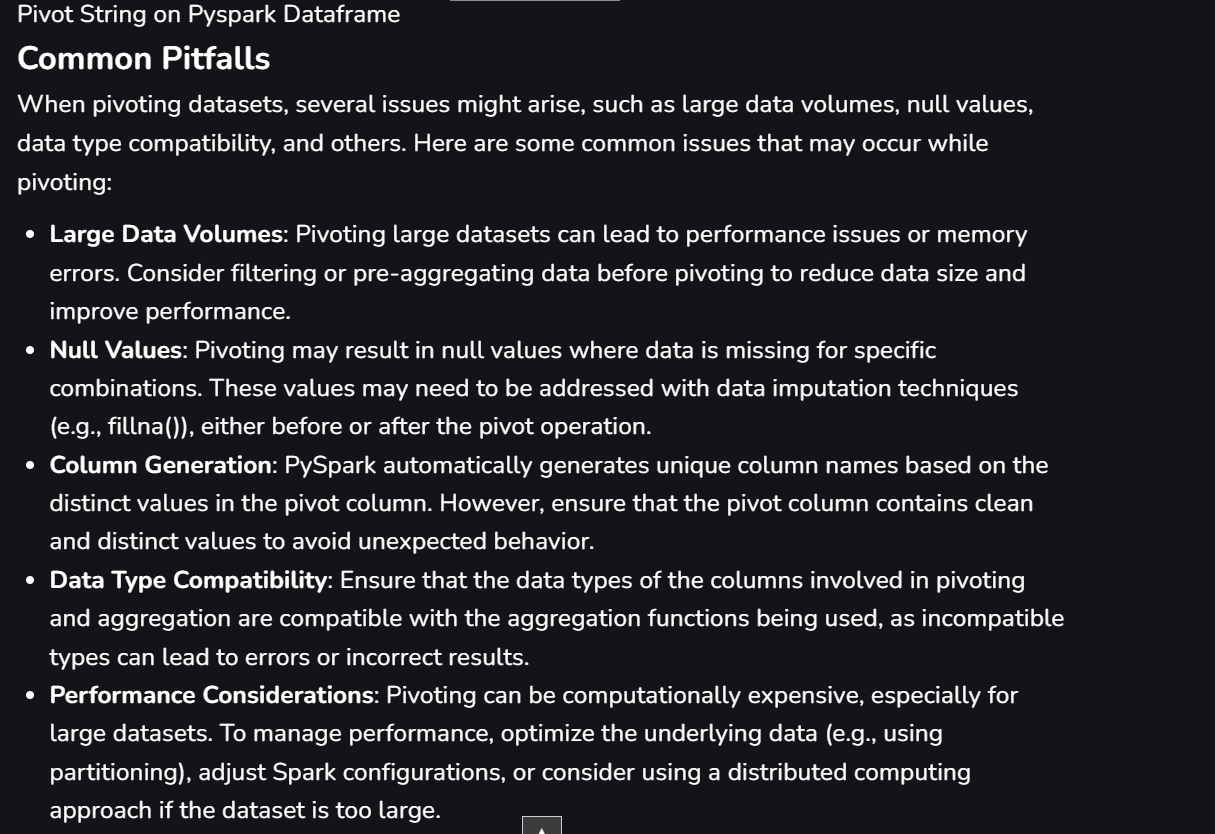 Pivot String on Pyspark Dataframe
Common Pitfalls
When pivoting datasets, several issues might arise, such as large data volumes, null values,
data type compatibility, and others. Here are some common issues that may occur while
pivoting:
• Large Data Volumes: Pivoting large datasets can lead to performance issues or memory
errors. Consider filtering or pre-aggregating data before pivoting to reduce data size and
improve performance.
• Null Values: Pivoting may result in null values where data is missing for specific
combinations. These values may need to be addressed with data imputation techniques
(e.g., fillna()), either before or after the pivot operation.
• Column Generation: PySpark automatically generates unique column names based on the
distinct values in the pivot column. However, ensure that the pivot column contains clean
and distinct values to avoid unexpected behavior.
• Data Type Compatibility: Ensure that the data types of the columns involved in pivoting
and aggregation are compatible with the aggregation functions being used, as incompatible
types can lead to errors or incorrect results.
• Performance Considerations: Pivoting can be computationally expensive, especially for
large datasets. To manage performance, optimize the underlying data (e.g., using
partitioning), adjust Spark configurations, or consider using a distributed computing
approach if the dataset is too large.